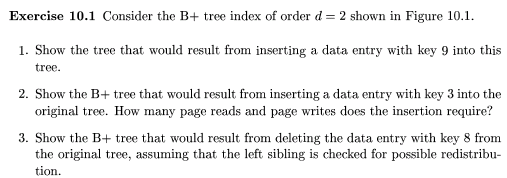 Exercise 10.1 Consider the B+ tree index of order d = 2 shown in Figure 10.1.
1. Show the tree that would result from inserting a data entry with key 9 into this
tree.
2. Show the B+ tree that would result from inserting a data entry with key 3 into the
original tree. How many page reads and page writes does the insertion require?
3. Show the B+ tree that would result from deleting the data entry with key 8 from
the original tree, assuming that the left sibling is checked for possible redistribu-
tion.